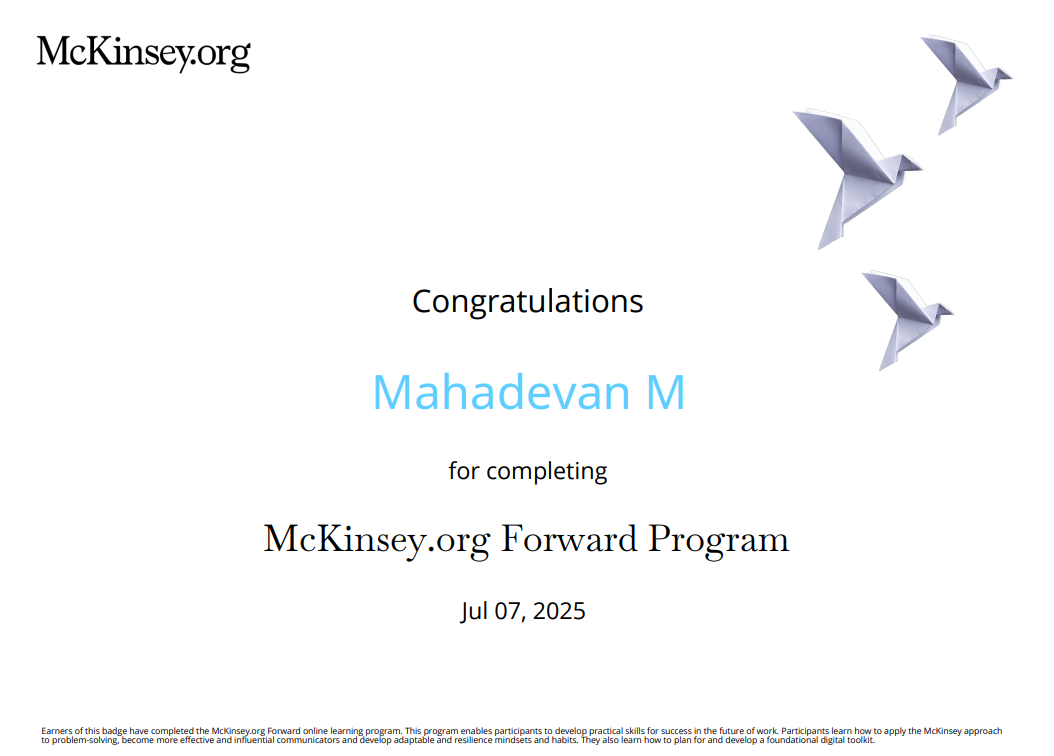 McKinsey.org
Congratulations
Mahadevan M
for completing
McKinsey.org Forward Program
Jul 07, 2025
Earners of this badge have completed the McKinsey.org Forward online learning program. This program enables participants to develop practical skills for success in the future of work. Participants learn how to apply the McKinsey approach
to problem-solving, become more effective and influential communicators and develop adaptable and resilience mindsets and habits. They also learn how to plan for and develop a foundational digital toolkit.